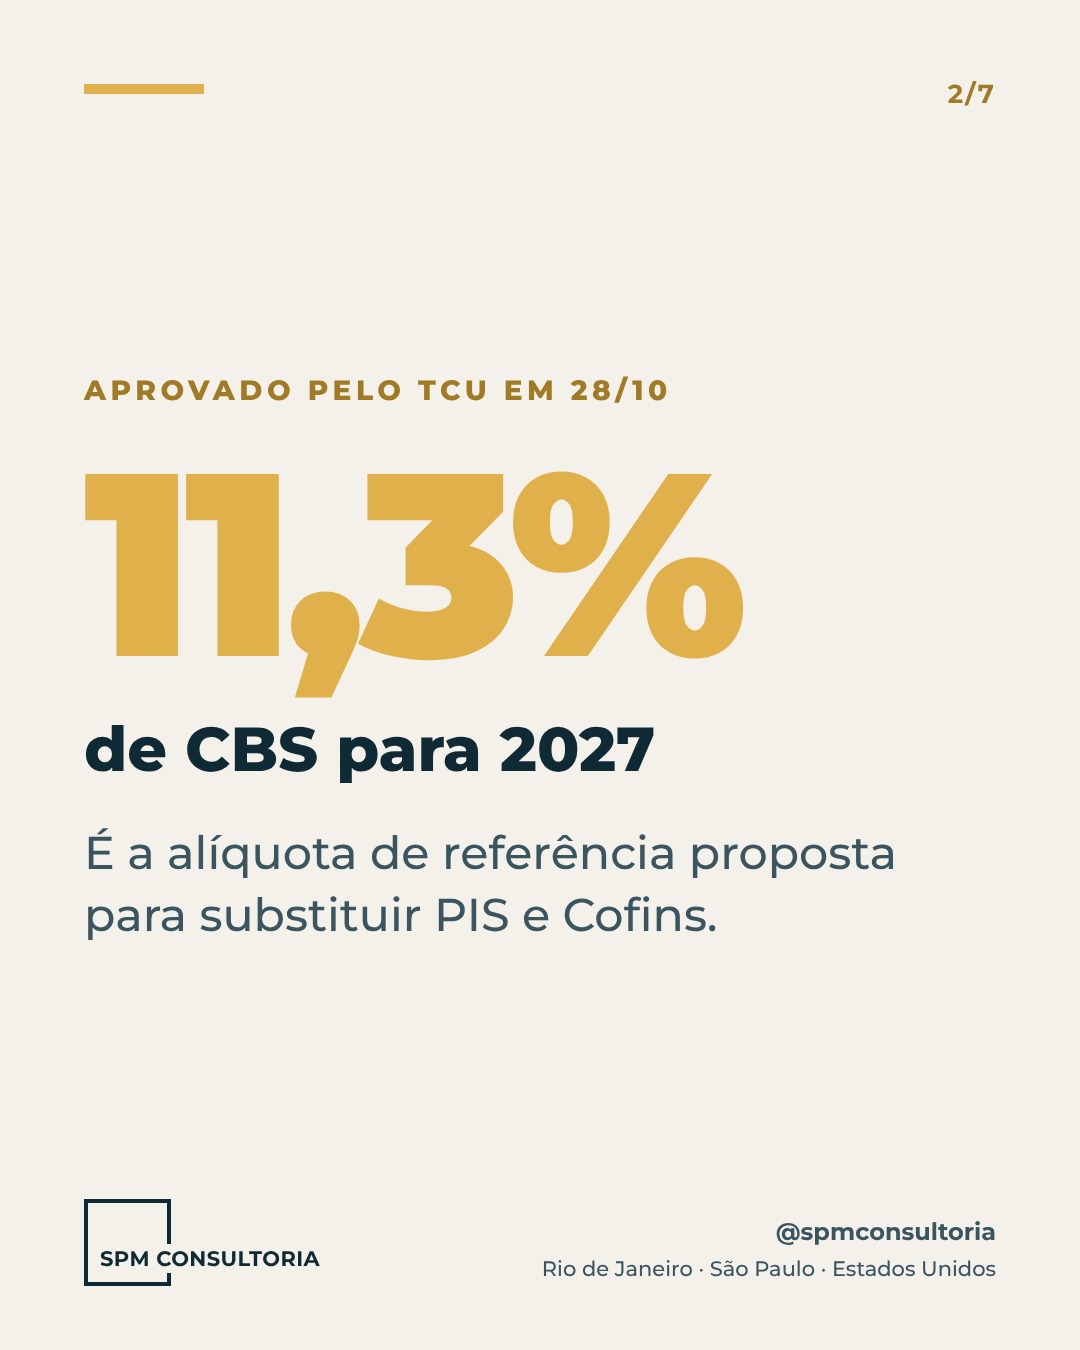 2/7
APROVADO PELO TCU EM 28/10
11,3%
de CBS para 2027
É a alíquota de referência proposta
para substituir PIS e Cofins.
SPM CONSULTORIA
@spmconsultoria
Rio de Janeiro · São Paulo · Estados Unidos